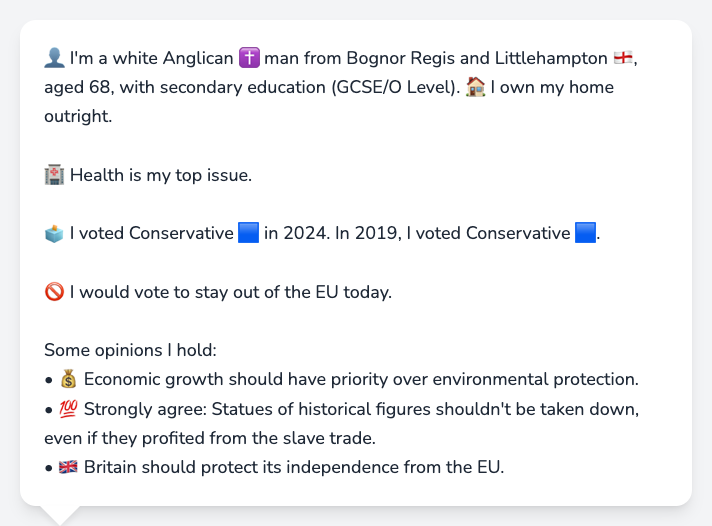 👤 I'm a white Anglican ✝️ man from Bognor Regis and Littlehampton 🏴󠁧󠁢󠁥󠁮󠁧󠁿,
aged 68, with secondary education (GCSE/O Level). 🏠 I own my home
outright.
🏥 Health is my top issue.
🗳️ I voted Conservative 🟦 in 2024. In 2019, I voted Conservative 🟦.
🚫 I would vote to stay out of the EU today.
Some opinions I hold:
• 💰 Economic growth should have priority over environmental protection.
• 💯 Strongly agree: Statues of historical figures shouldn't be taken down,
even if they profited from the slave trade.
• 🇬🇧 Britain should protect its independence from the EU.